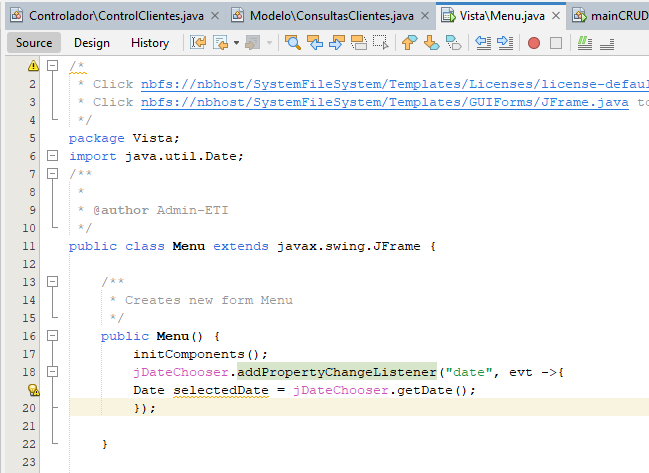 Controlador\ControlClientes.java × Modelo\ConsultasClientes.java × Vista\Menu.java × mainCRUD
Source Design History
/*
2 * Click nbfs://nbhost/SystemFileSystem/Templates/Licenses/license-defaul
3 * Click nbfs://nbhost/SystemFileSystem/Templates/GUIForms/JFrame.java to
4 */
5 package Vista;
6 import java.util.Date;
7 /**
8 *
9 * @author Admin-ETI
10 */
11 public class Menu extends javax.swing.JFrame {
12
13 /**
14 * Creates new form Menu
15 */
16 public Menu() {
17 initComponents();
18 jDateChooser.addPropertyChangeListener("date", evt ->{
Date selectedDate = jDateChooser.getDate();
20 });
21
22 }
23